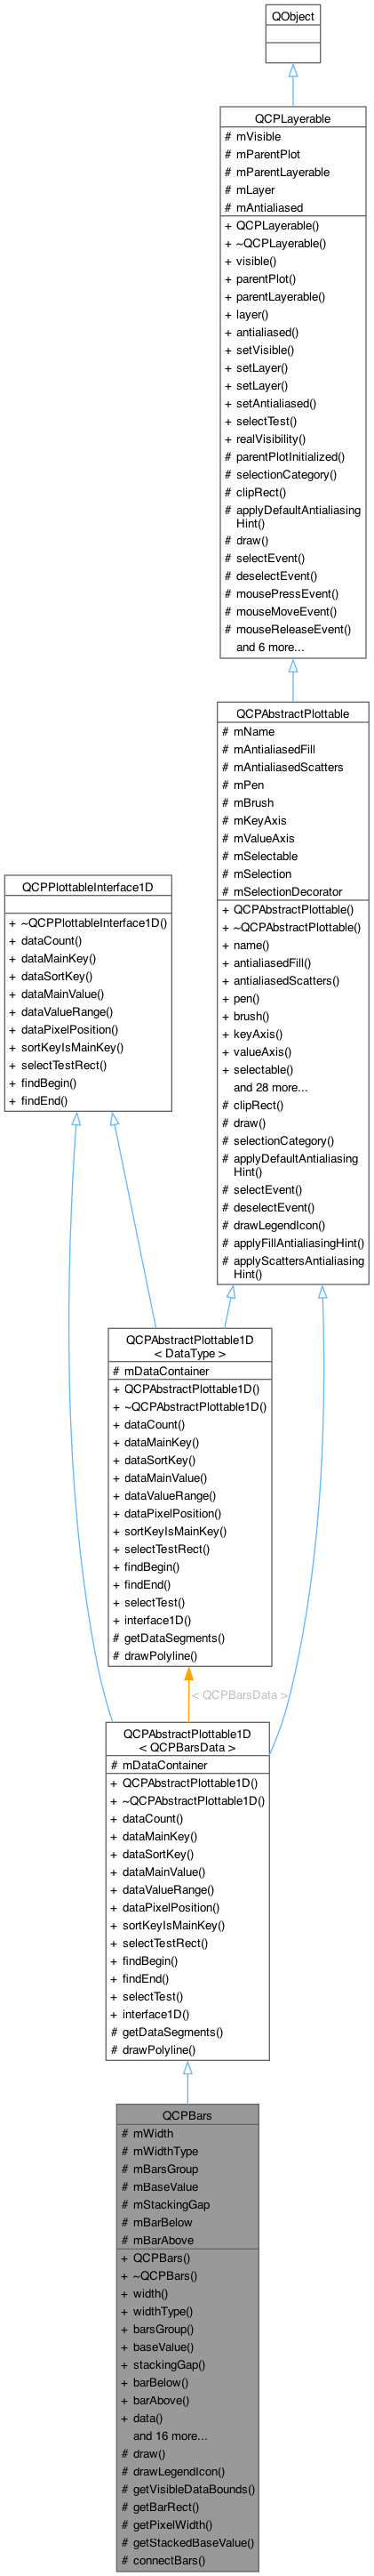 QObject
QCPLayerable
# mVisible
# mParentPlot
# mParentLayerable
# mLayer
# mAntialiased
+ QCPLayerable()
+ ~QCPLayerable()
+ visible()
+ parentPlot()
+ parentLayerable()
+ layer()
+ antialiased()
+ setVisible()
+ setLayer()
+ setLayer()
+ setAntialiased()
+ selectTest()
+ realVisibility()
# parentPlotInitialized()
# selectionCategory()
# clipRect()
# applyDefaultAntialiasing
Hint()
# draw()
# selectEvent()
# deselectEvent()
# mousePressEvent()
# mouseMoveEvent()
# mouseReleaseEvent()
and 6 more...
QCPAbstractPlottable
# mName
# mAntialiasedFill
# mAntialiasedScatters
# mPen
# mBrush
# mKeyAxis
# mValueAxis
# mSelectable
# mSelection
# mSelectionDecorator
+ QCPAbstractPlottable()
+ ~QCPAbstractPlottable()
+ name()
+ antialiasedFill()
+ antialiasedScatters()
+ pen()
+ brush()
+ keyAxis()
+ valueAxis()
+ selectable()
and 28 more...
# clipRect()
# draw()
# selectionCategory()
# applyDefaultAntialiasing
Hint()
# selectEvent()
# deselectEvent()
# drawLegendIcon()
# applyFillAntialiasingHint()
# applyScattersAntialiasing
Hint()
QCPPlottableInterface1D
+ ~QCPPlottableInterface1D()
+ dataCount()
+ dataMainKey()
+ dataSortKey()
+ dataMainValue()
+ dataValueRange()
+ dataPixelPosition()
+ sortKeyIsMainKey()
+ selectTestRect()
+ findBegin()
+ findEnd()
QCPAbstractPlottable1D
< DataType >
# mDataContainer
+ QCPAbstractPlottable1D()
+ ~QCPAbstractPlottable1D()
+ dataCount()
+ dataMainKey()
+ dataSortKey()
+ dataMainValue()
+ dataValueRange()
+ dataPixelPosition()
+ sortKeyIsMainKey()
+ selectTestRect()
+ findBegin()
+ findEnd()
+ selectTest()
+ interface1D()
# getDataSegments()
# drawPolyline()
< QCPBarsData >
QCPAbstractPlottable1D
< QCPBarsData >
# mDataContainer
+ QCPAbstractPlottable1D()
+ ~QCPAbstractPlottable1D()
+ dataCount()
+ dataMainKey()
+ dataSortKey()
+ dataMainValue()
+ dataValueRange()
+ dataPixelPosition()
+ sortKeyIsMainKey()
+ selectTestRect()
+ findBegin()
+ findEnd()
+ selectTest()
+ interface1D()
# getDataSegments()
# drawPolyline()
QCPBars
# mWidth
# mWidthType
# mBarsGroup
# mBaseValue
# mStackingGap
# mBarBelow
# mBarAbove
+ QCPBars()
+ ~QCPBars()
+ width()
+ widthType()
+ barsGroup()
+ baseValue()
+ stackingGap()
+ barBelow()
+ barAbove()
+ data()
and 16 more...
# draw()
# drawLegendIcon()
# getVisibleDataBounds()
# getBarRect()
# getPixelWidth()
# getStackedBaseValue()
# connectBars()